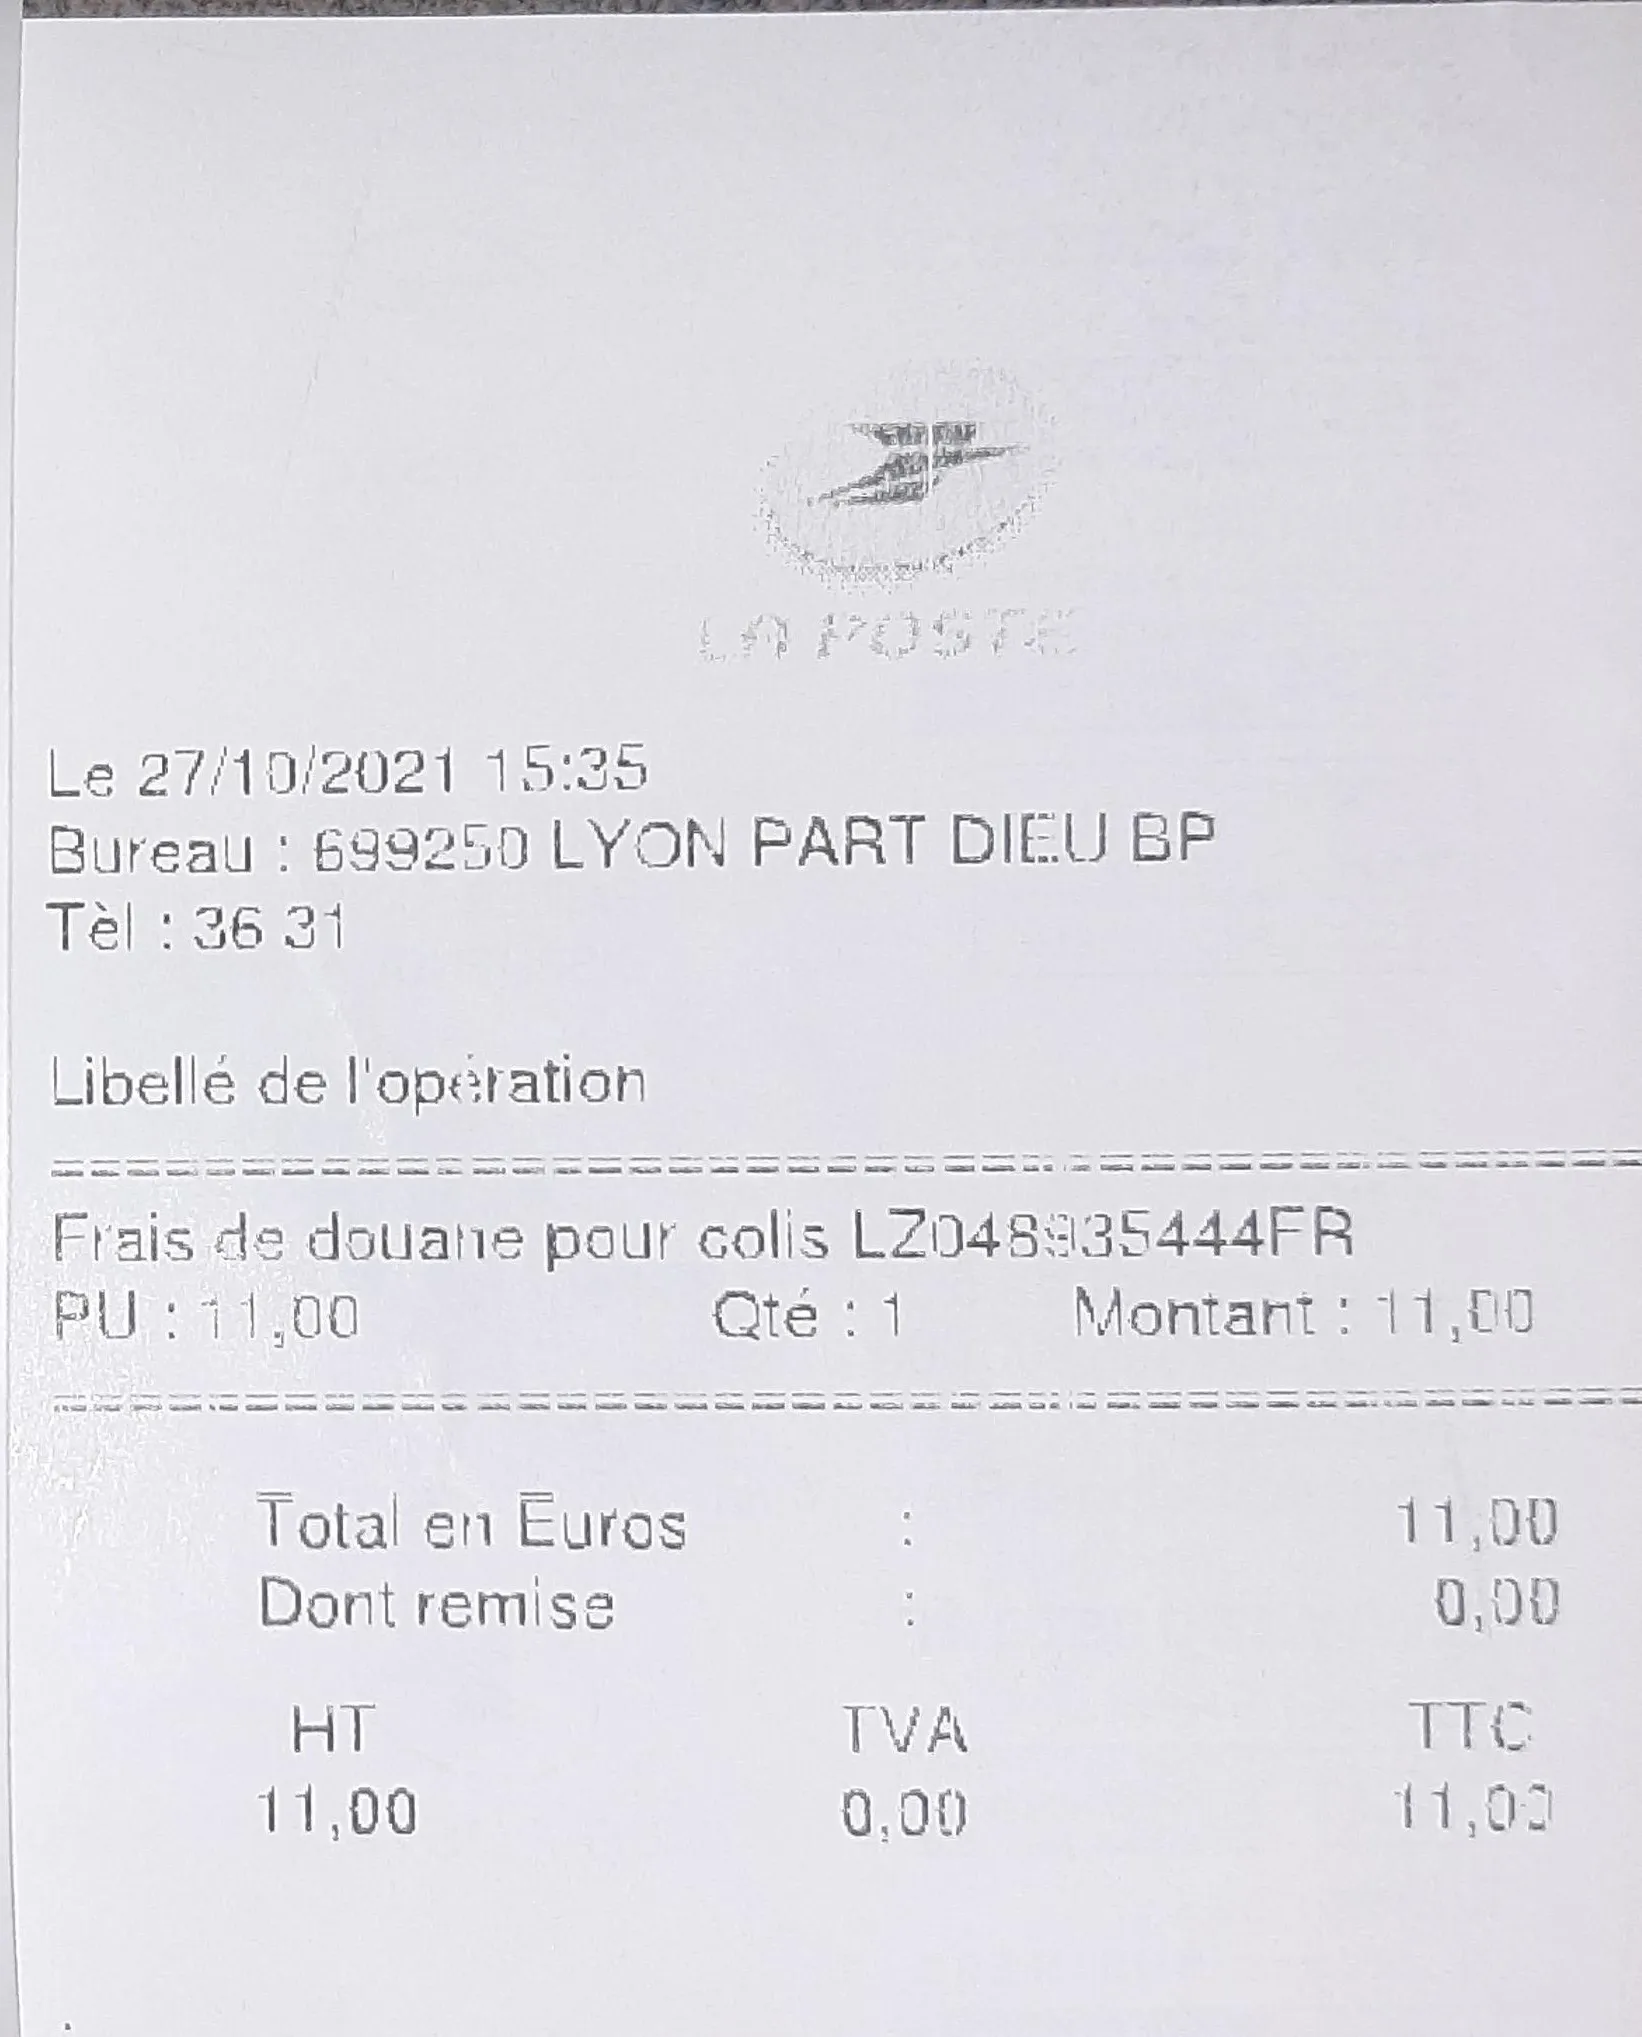 LA POSTE
Le 27/10/2021 15:35
Bureau : 699250 LYON PART DIEU BP
Tèl : 36 31
Libellé de l'opération
==========================================
Frais de douane pour colis LZ048935444FR
PU : 11,00 Qté : 1 Montant : 11,00
==========================================
Total en Euros : 11,00
Dont remise : 0,00
HT TVA TTC
11,00 0,00 11,00